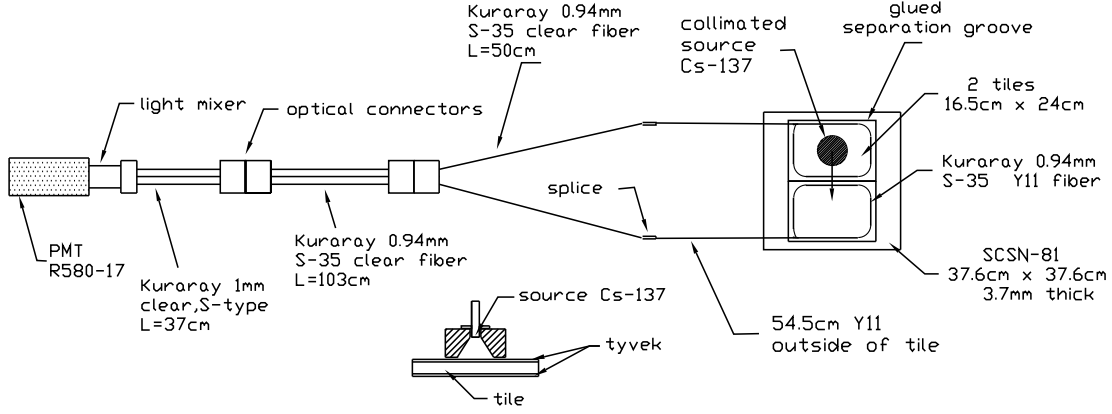 Kuraray 0.94mm
S-35 clear fiber
L=50cm
collimated
source
Cs-137
glued
separation groove
light mixer
optical connectors
2 tiles
16.5cm x 24cm
Kuraray 0.94mm
S-35 Y11 fiber
splice
PMT
R580-17
Kuraray 1mm
clear,S-type
L=37cm
Kuraray 0.94mm
S-35 clear fiber
L=103cm
SCSN-81
37.6cm x 37.6cm
3.7mm thick
source Cs-137
tyvek
tile
54.5cm Y11
outside of tile